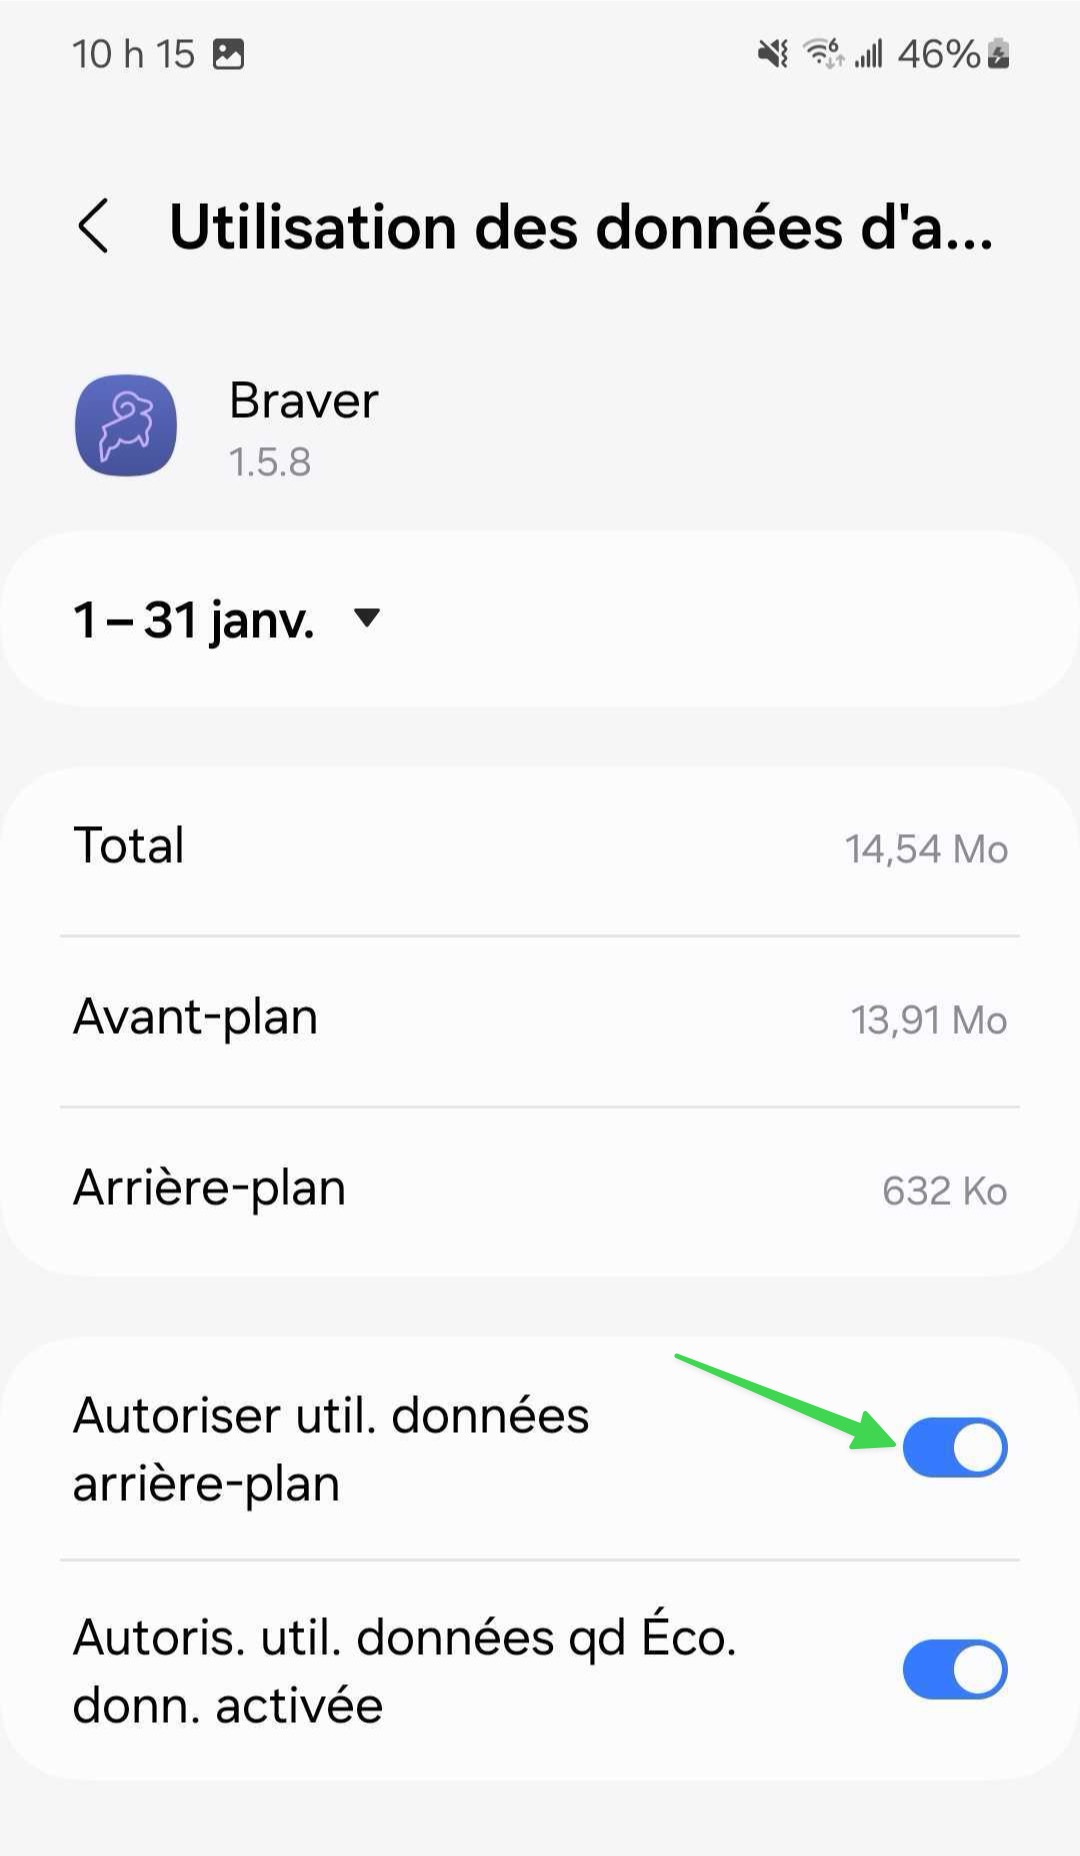 10 h 15
6 46%
Utilisation des données d'a...
Braver
1.5.8
1 – 31 janv.
Total 14,54 Mo
Avant-plan 13,91 Mo
Arrière-plan 632 Ko
Autoriser util. données
arrière-plan
Autoris. util. données qd Éco.
donn. activée